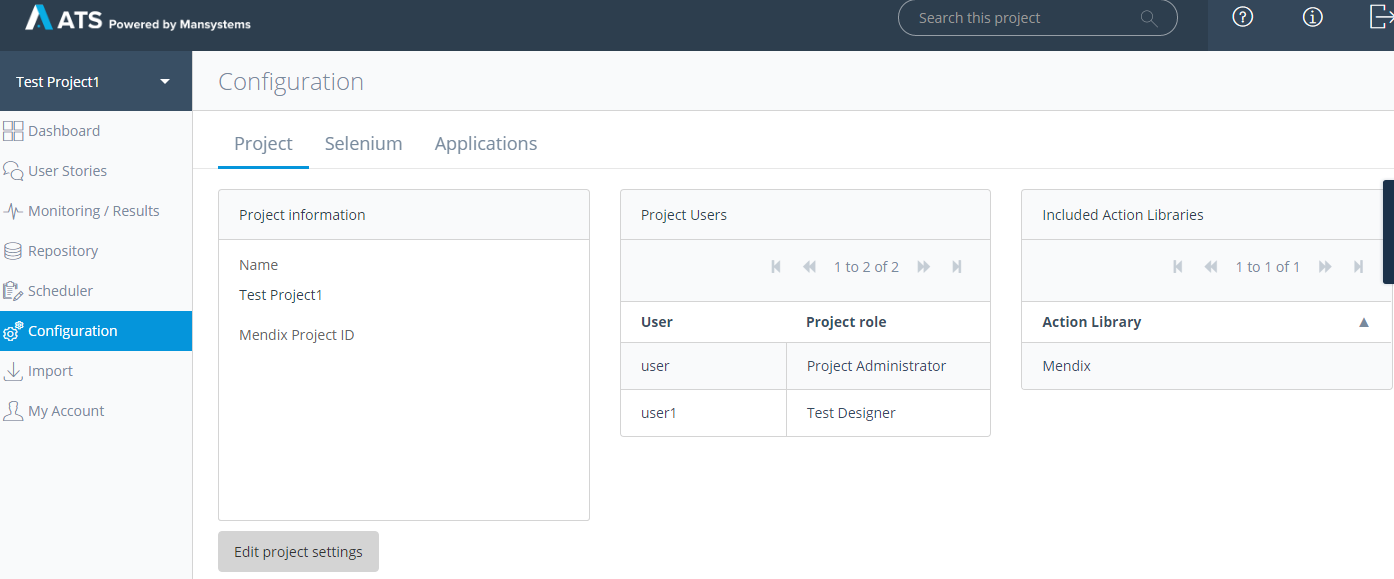 ATS Powered by Mansystems
Search this project
Test Project1
Configuration
Dashboard
User Stories
Monitoring / Results
Repository
Scheduler
Configuration
Import
My Account
Project Selenium Applications
Project information
Name
Test Project1
Mendix Project ID
Edit project settings
Project Users
1 to 2 of 2
User Project role
user Project Administrator
user1 Test Designer
Included Action Libraries
1 to 1 of 1
Action Library
Mendix